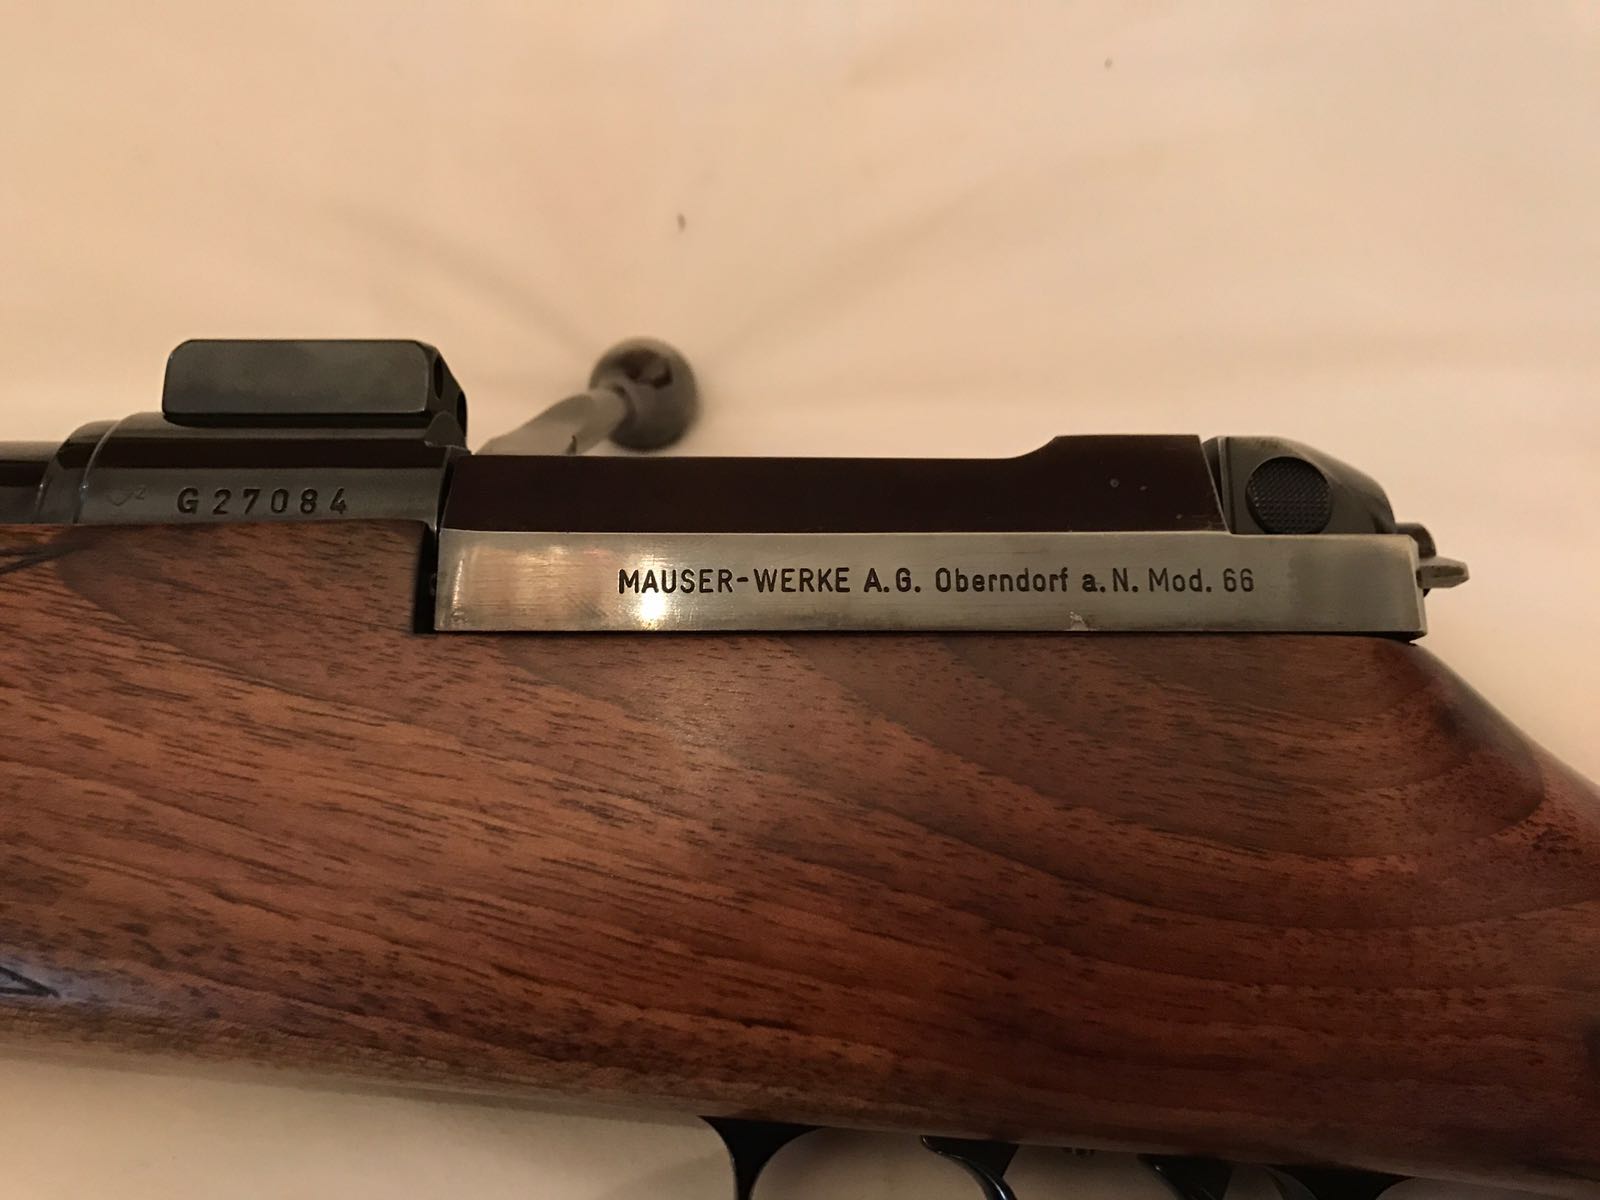 G27084
MAUSER-WERKE A.G. Oberndorf a.N. Mod. 66